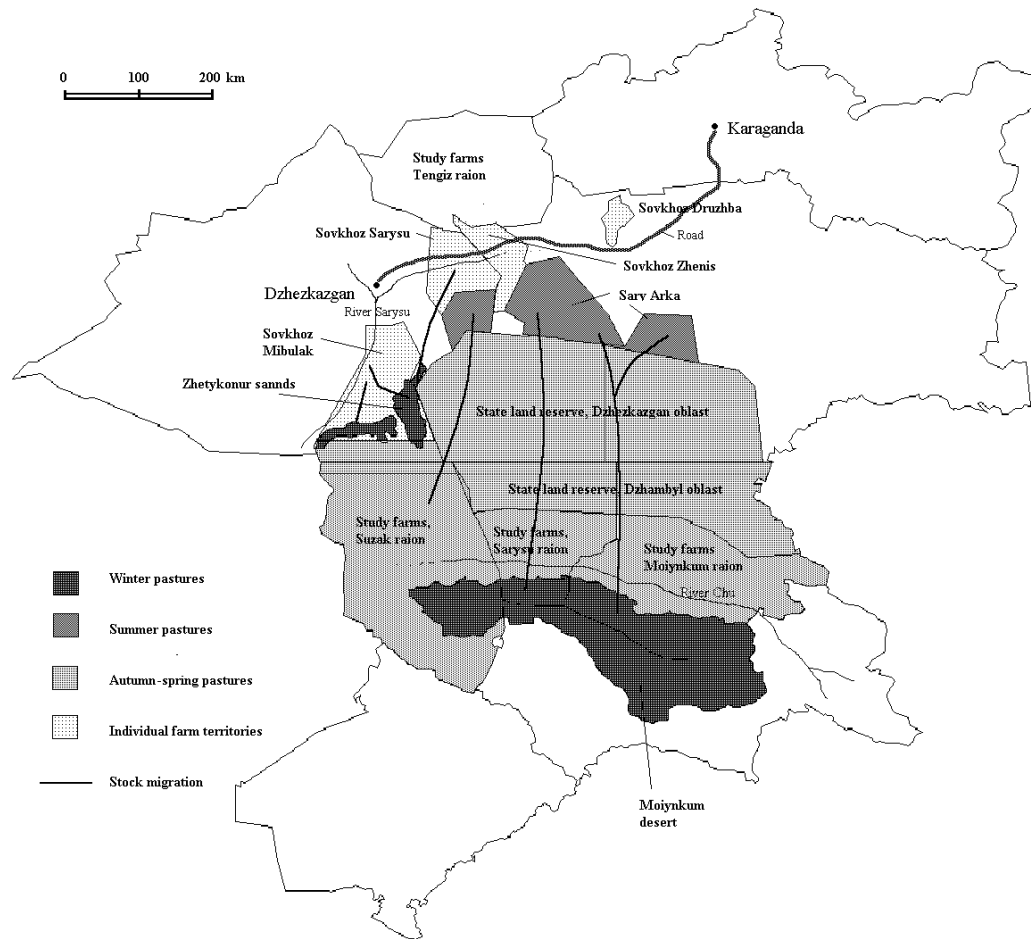 0 100 200 km
Karaganda
Study farms
Tengiz raion
Sovkhoz Druzhba
Sovkhoz Sarysu
Road
Sovkhoz Zhenis
Dzhezkazgan
Sary Arka
River Sarysu
Sovkhoz
Mibulak
Zhetykonur sannds
State land reserve, Dzhezkazgan oblast
State land reserve, Dzhambyl oblast
Study farms,
Suzak raion
Study farms,
Sarysu raion
Study farms
Moiynkum raion
River Chu
Winter pastures
Summer pastures
Autumn-spring pastures
Individual farm territories
Stock migration
Moiynkum
desert